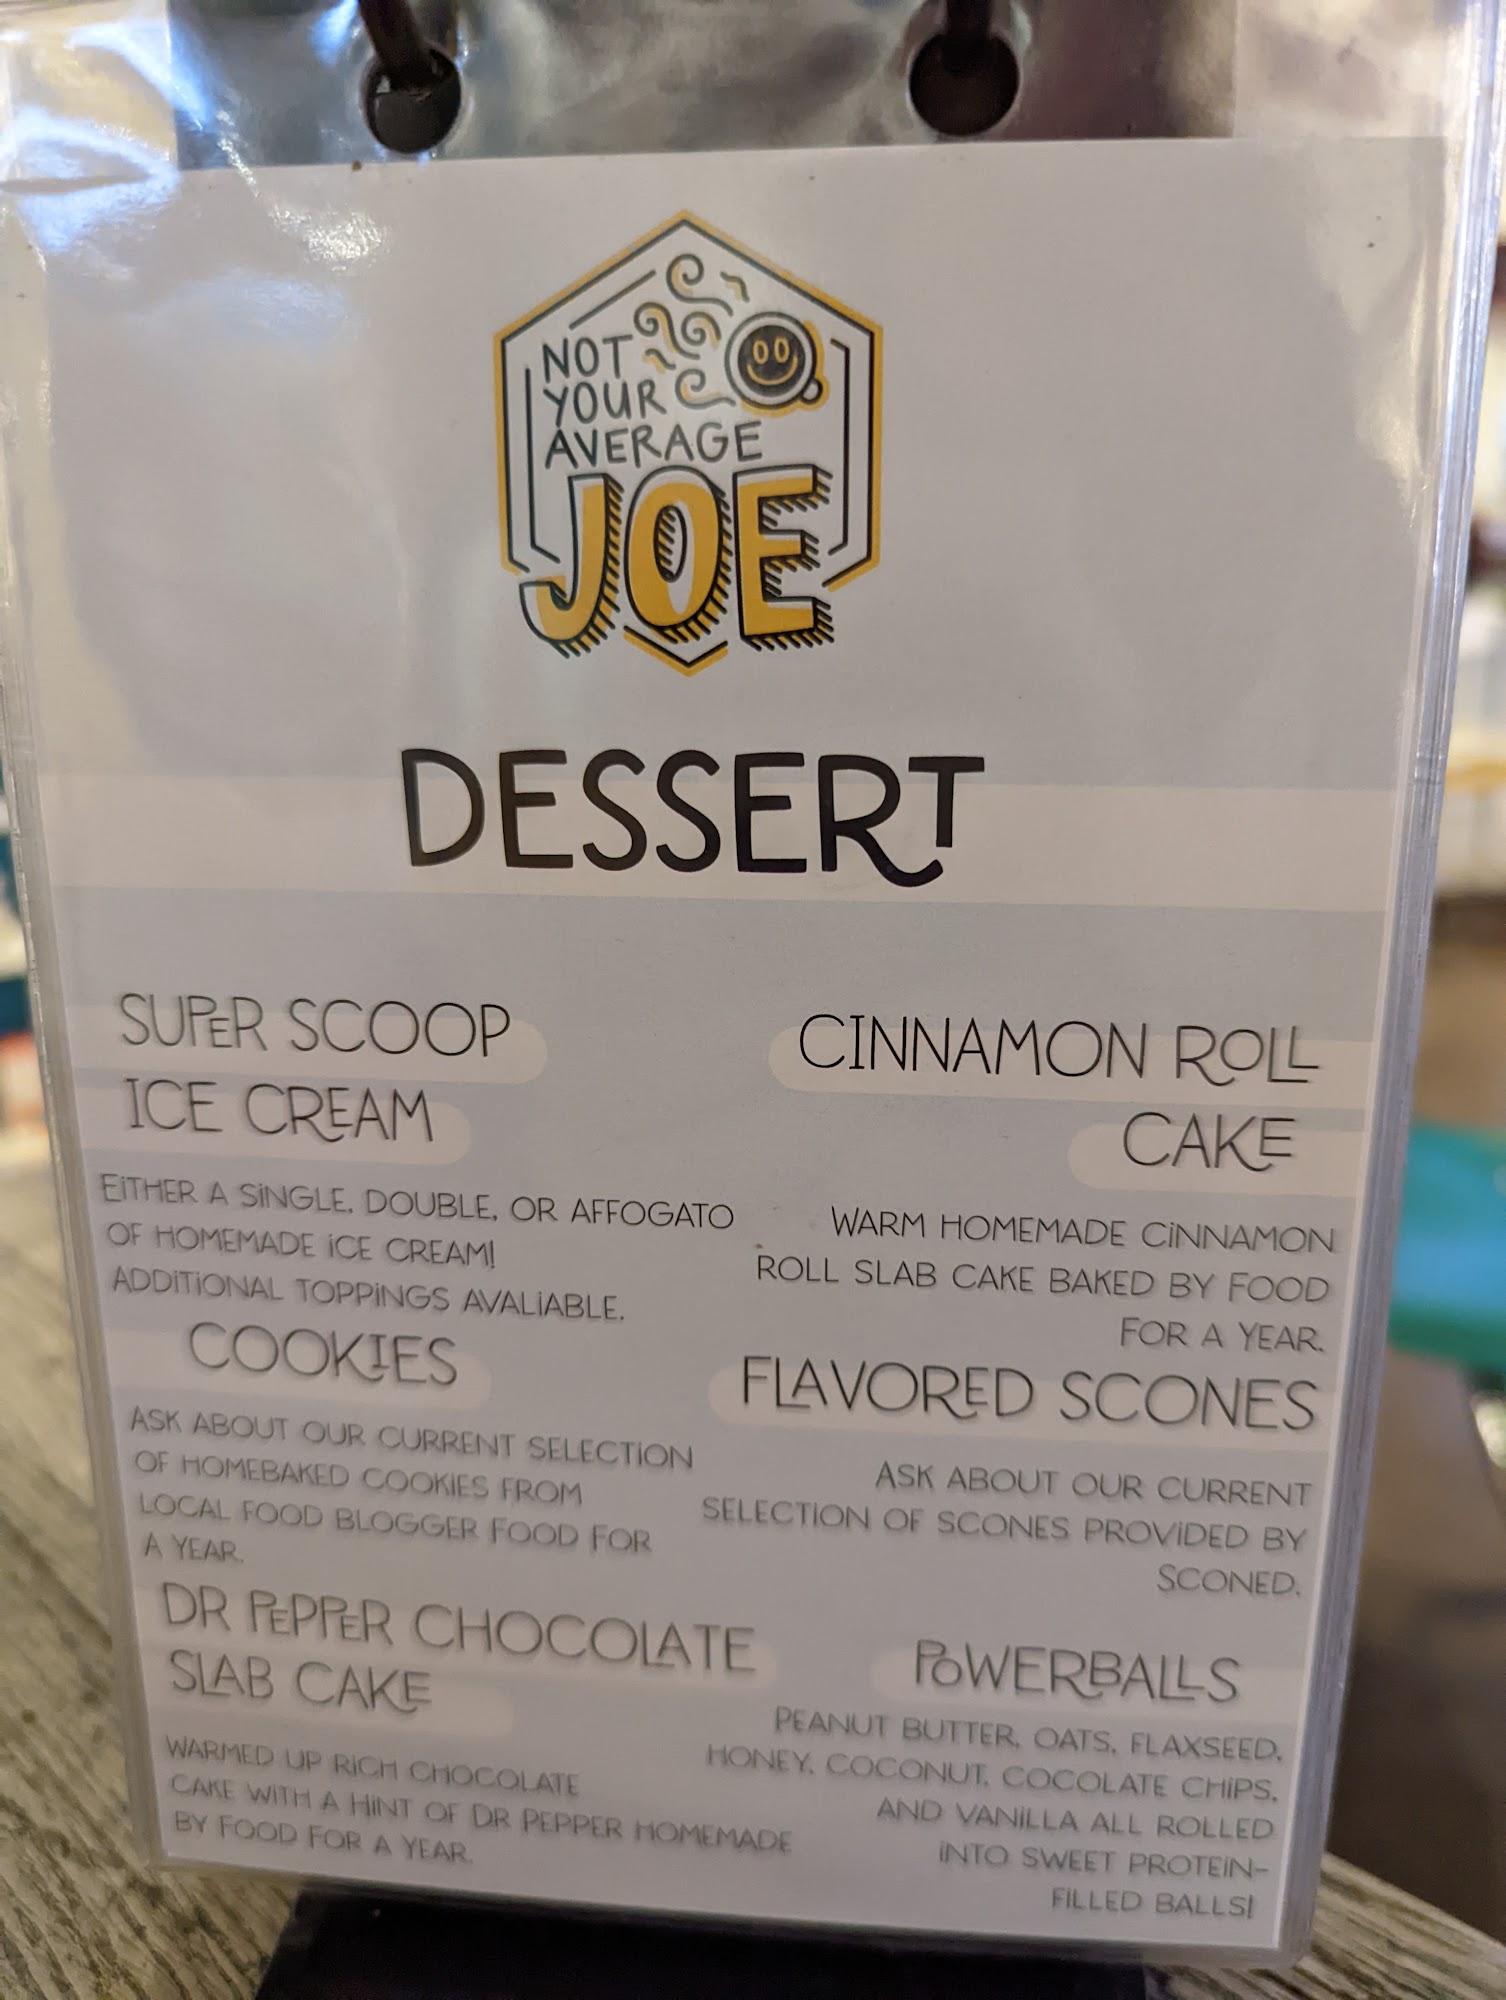 NOT
YOUR
AVERAGE
JOE
DESSERT
SUPER SCOOP
ICE CREAM
EITHER A SINGLE, DOUBLE, OR AFFOGATO
OF HOMEMADE ICE CREAM!
ADDITIONAL TOPPINGS AVALIABLE.
COOKIES
ASK ABOUT OUR CURRENT SELECTION
OF HOMEBAKED COOKIES FROM
LOCAL FOOD BLOGGER FOOD FOR
A YEAR.
DR PEPPER CHOCOLATE
SLAB CAKE
WARMED UP RICH CHOCOLATE
CAKE WITH A HINT OF DR PEPPER HOMEMADE
BY FOOD FOR A YEAR.
CINNAMON ROLL
CAKE
WARM HOMEMADE CINNAMON
ROLL SLAB CAKE BAKED BY FOOD
FOR A YEAR.
FLAVORED SCONES
ASK ABOUT OUR CURRENT
SELECTION OF SCONES PROVIDED BY
SCONED.
POWERBALLS
PEANUT BUTTER, OATS, FLAXSEED,
HONEY, COCONUT, COCOLATE CHIPS,
AND VANILLA ALL ROLLED
INTO SWEET PROTEIN-
FILLED BALLS!